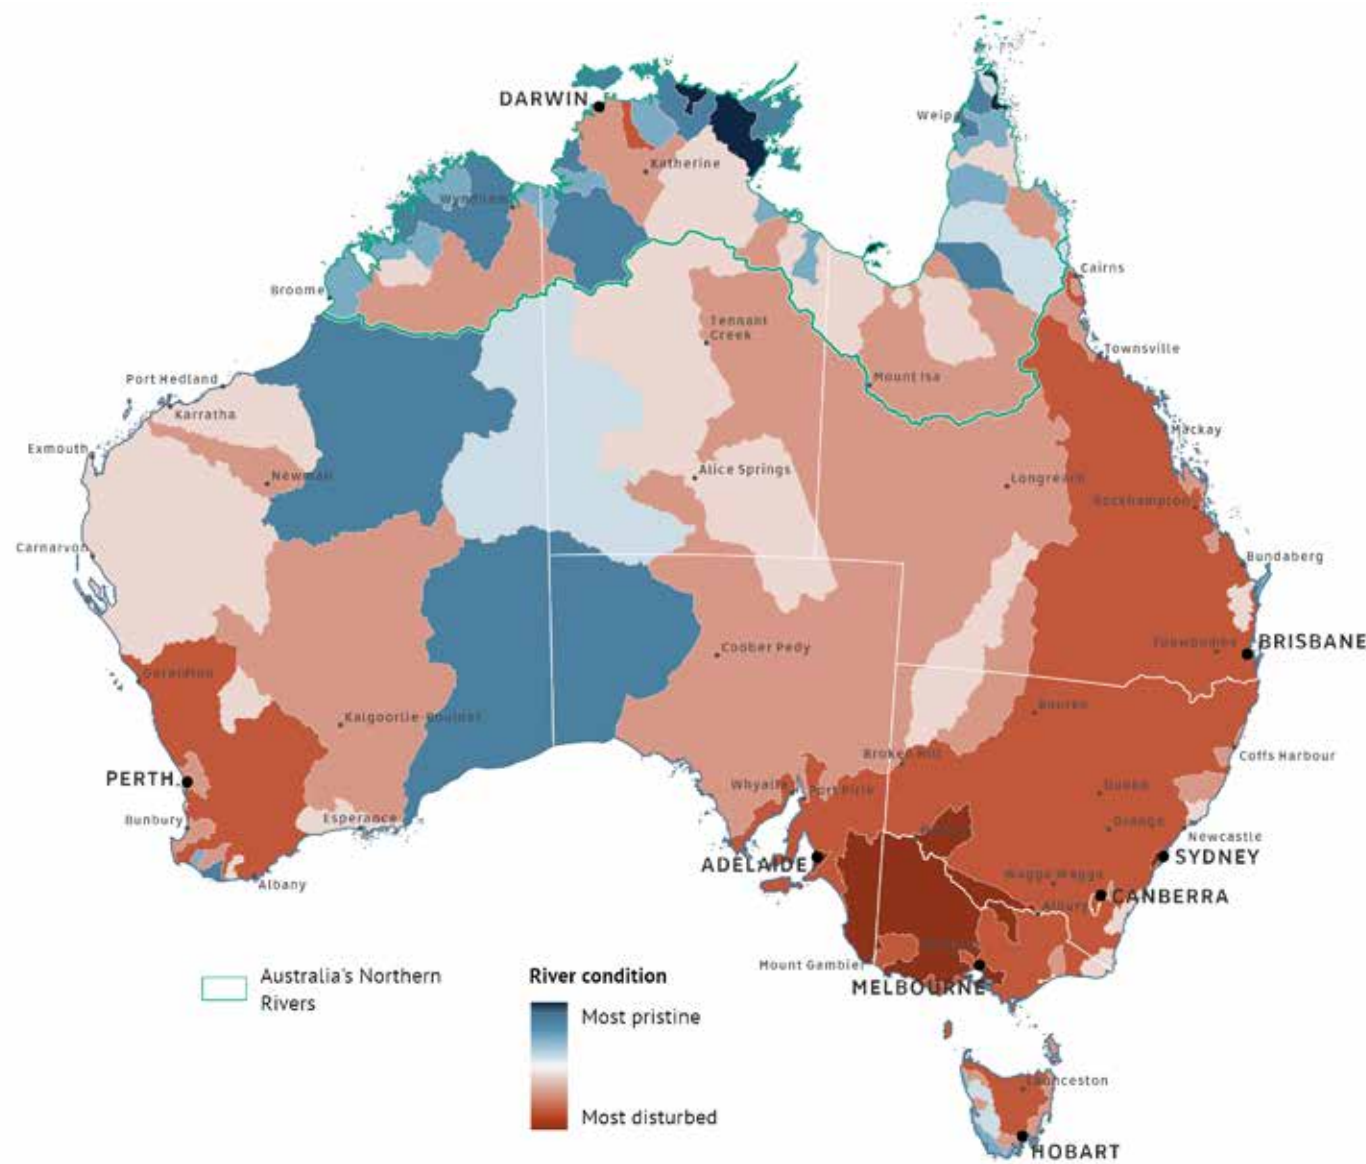 DARWIN
Weipa
Katherine
Wyndham
Cairns
Broome
Tennant
Creek
Townsville
Port Hedland
Mount Isa
Karratha
Mackay
Exmouth
Newman
Alice Springs
Longreach
Rockhampton
Carnarvon
Bundaberg
Toowoomba
BRISBANE
Coober Pedy
Geraldton
Bourke
Kalgoorlie-Boulder
Broken Hill
Coffs Harbour
PERTH
Whyalla
Port Pirie
Dubbo
Bunbury
Esperance
Orange
Newcastle
ADELAIDE
SYDNEY
Wagga Wagga
Albany
CANBERRA
Albury
Mount Gambier
MELBOURNE
Australia's Northern
Rivers
River condition
Most pristine
Most disturbed
Launceston
HOBART